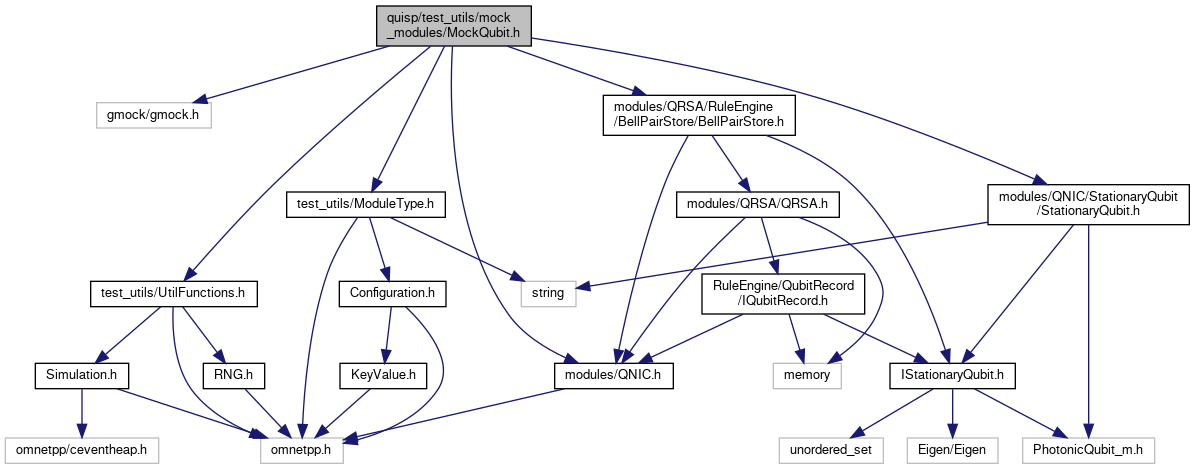 quisp/test_utils/mock
_modules/MockQubit.h
gmock/gmock.h
modules/QRSA/RuleEngine
/BellPairStore/BellPairStore.h
test_utils/ModuleType.h
modules/QRSA/QRSA.h
modules/QNIC/StationaryQubit
/StationaryQubit.h
test_utils/UtilFunctions.h
Configuration.h
string
RuleEngine/QubitRecord
/IQubitRecord.h
Simulation.h
RNG.h
KeyValue.h
modules/QNIC.h
memory
IStationaryQubit.h
omnetpp/ceventheap.h
omnetpp.h
unordered_set
Eigen/Eigen
PhotonicQubit_m.h